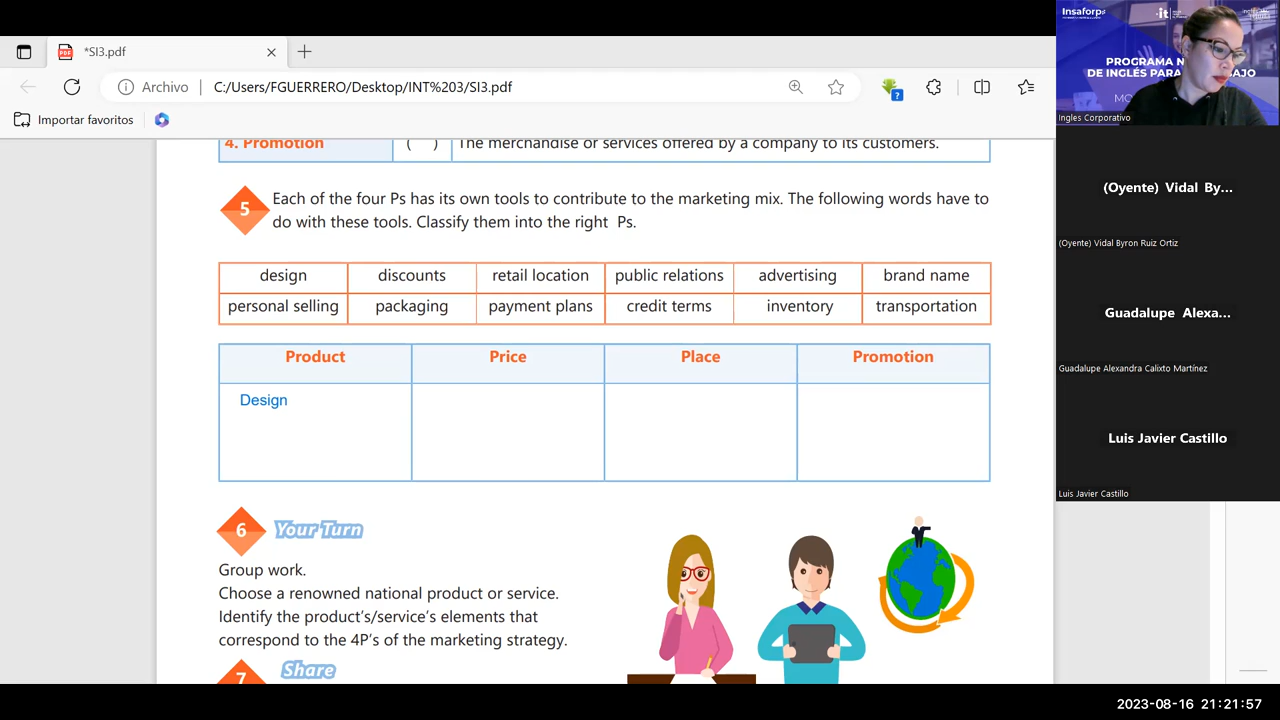 *SI3.pdf
Archivo
C:/Users/FGUERRERO/Desktop/INT%203/SI3.pdf
Importar favoritos
4. Promotion ( ) The merchandise or services offered by a company to its customers.
5 Each of the four Ps has its own tools to contribute to the marketing mix. The following words have to
do with these tools. Classify them into the right Ps.
design discounts retail location public relations advertising brand name
personal selling packaging payment plans credit terms inventory transportation
Product Price Place Promotion
Design
6 Your Turn
Group work.
Choose a renowned national product or service.
Identify the product's/service's elements that
correspond to the 4P's of the marketing strategy.
7 Share
Insaforp
PROGRAMA N
DE INGLÉS PARA
AJO
Ingles Corporativo
(Oyente) Vidal By...
(Oyente) Vidal Byron Ruiz Ortiz
Guadalupe Alexa...
Guadalupe Alexandra Calixto Martínez
Luis Javier Castillo
Luis Javier Castillo
2023-08-16 21:21:57